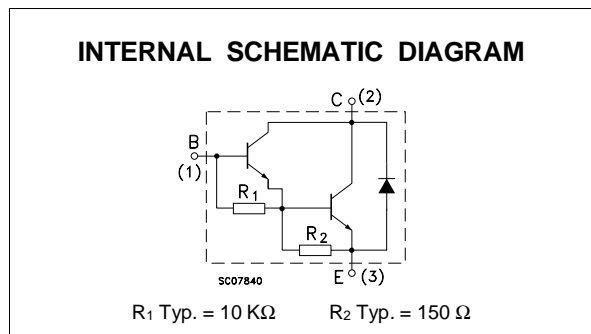 INTERNAL SCHEMATIC DIAGRAM
C (2)
B
(1)
R1
R2
SC07840
E (3)
R1 Typ. = 10 KΩ R2 Typ. = 150 Ω